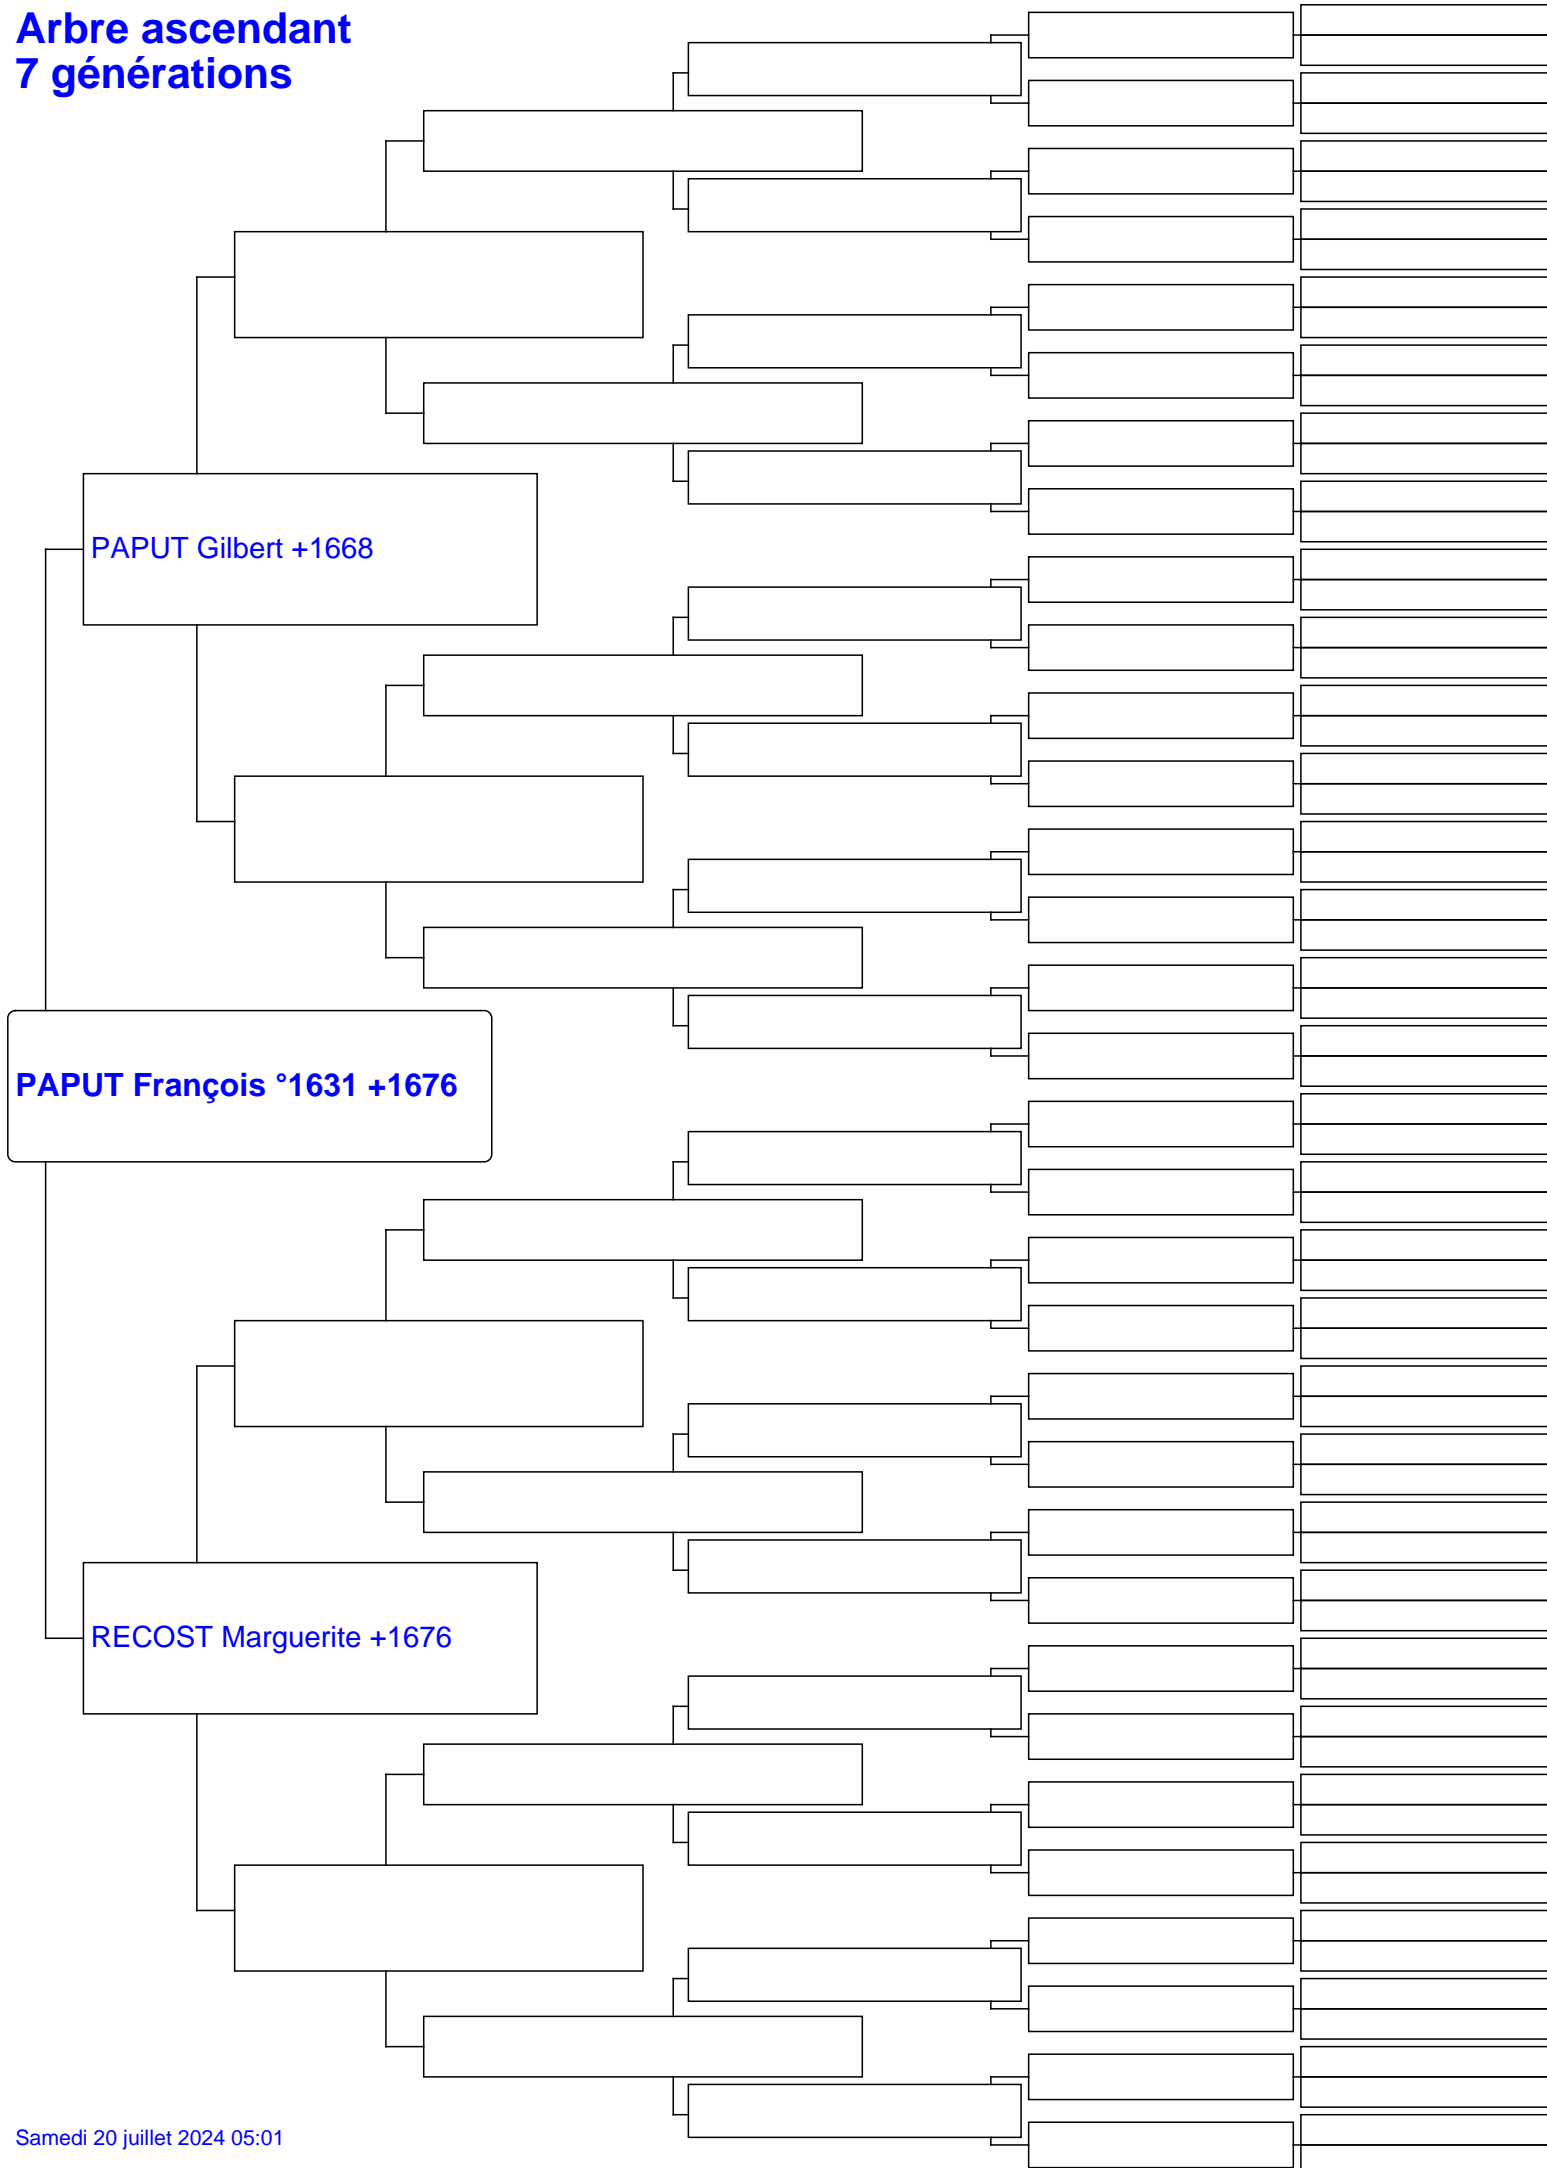 Arbre ascendant
7 générations
PAPUT Gilbert +1668
PAPUT François °1631 +1676
RECOST Marguerite +1676
Samedi 20 juillet 2024 05:01